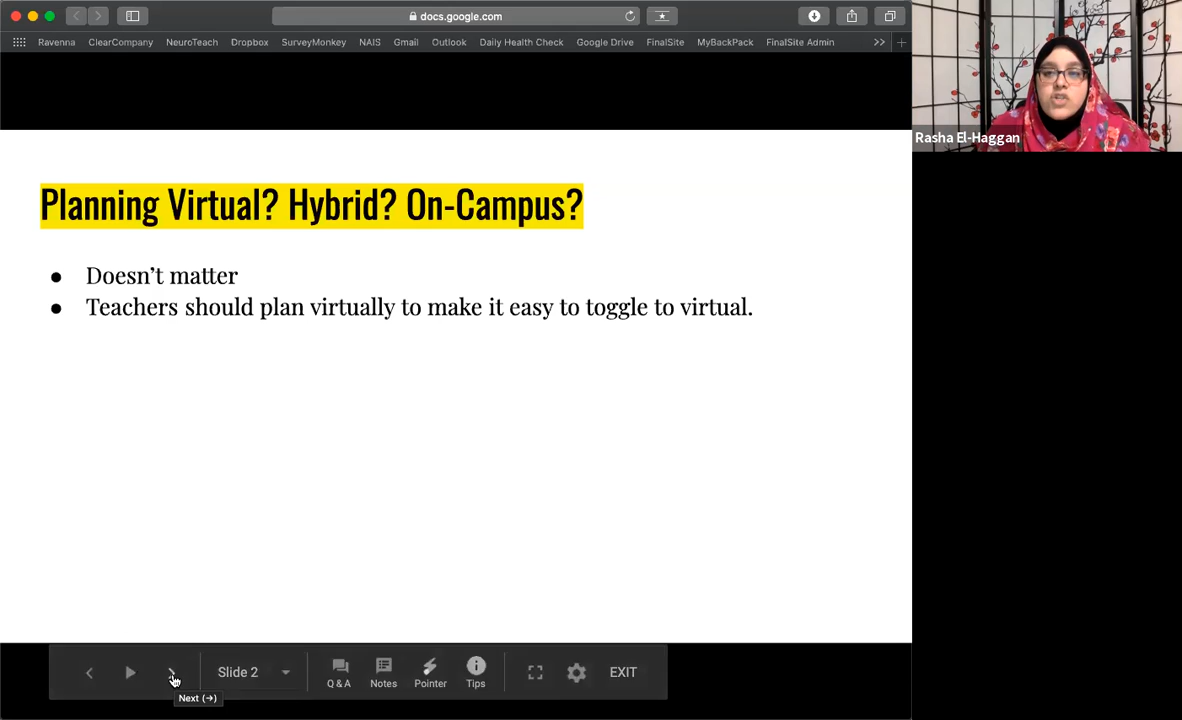 docs.google.com
Ravenna ClearCompany NeuroTeach Dropbox SurveyMonkey NAIS Gmail Outlook Daily Health Check Google Drive FinalSite MyBackPack FinalSite Admin
Rasha El-Haggan
Planning Virtual? Hybrid? On-Campus?
● Doesn’t matter
● Teachers should plan virtually to make it easy to toggle to virtual.
Slide 2
Q & A Notes Pointer Tips
EXIT
Next (→)